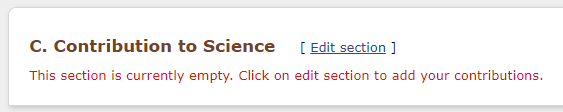 C. Contribution to Science [ Edit section ]
This section is currently empty. Click on edit section to add your contributions.